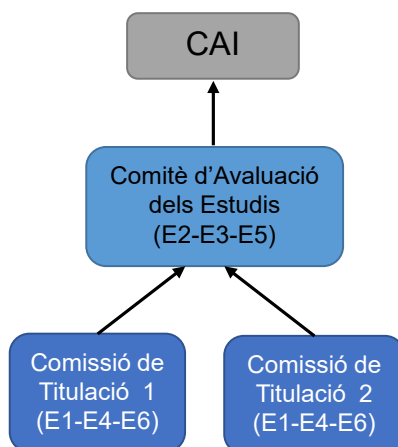 CAI
Comitè d'Avaluació
dels Estudis
(E2-E3-E5)
Comissió de
Titulació 1
(E1-E4-E6)
Comissió de
Titulació 2
(E1-E4-E6)